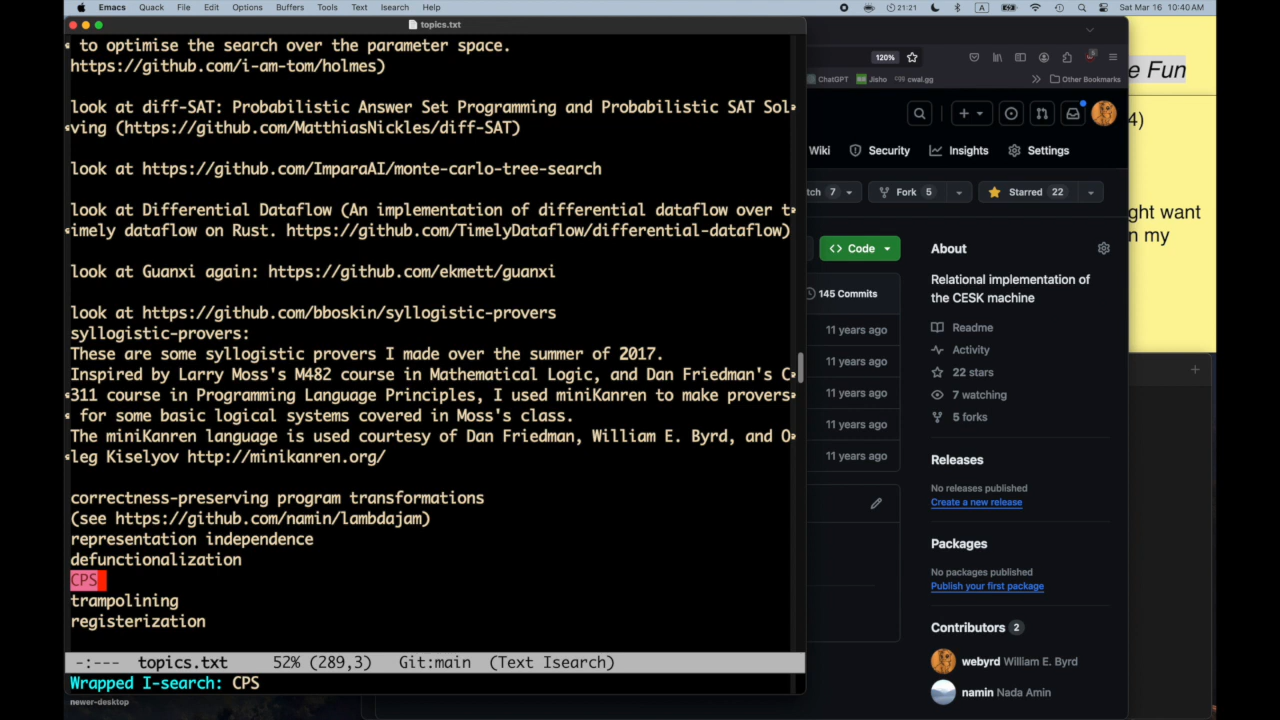 Emacs Quack File Edit Options Buffers Tools Text Isearch Help
21:21
A
Sat Mar 16 10:40 AM
topics.txt
to optimise the search over the parameter space.
https://github.com/i-am-tom/holmes)
look at diff-SAT: Probabilistic Answer Set Programming and Probabilistic SAT Sol
ving (https://github.com/MatthiasNickles/diff-SAT)
look at https://github.com/ImparaAI/monte-carlo-tree-search
look at Differential Dataflow (An implementation of differential dataflow over t
imely dataflow on Rust. https://github.com/TimelyDataflow/differential-dataflow)
look at Guanxi again: https://github.com/ekmett/guanxi
look at https://github.com/bboskin/syllogistic-provers
syllogistic-provers:
These are some syllogistic provers I made over the summer of 2017.
Inspired by Larry Moss's M482 course in Mathematical Logic, and Dan Friedman's C
311 course in Programming Language Principles, I used miniKanren to make provers
for some basic logical systems covered in Moss's class.
The miniKanren language is used courtesy of Dan Friedman, William E. Byrd, and O
leg Kiselyov http://minikanren.org/
correctness-preserving program transformations
(see https://github.com/namin/lambdajam)
representation independence
defunctionalization
CPS
trampolining
registerization
-:--- topics.txt 52% (289,3) Git:main (Text Isearch)
Wrapped I-search: CPS
newer-desktop
120%
ChatGPT Jisho cwal.gg Other Bookmarks
Wiki Security Insights Settings
tch 7 Fork 5 Starred 22
Code
145 Commits
11 years ago
11 years ago
11 years ago
11 years ago
11 years ago
About
Relational implementation of
the CESK machine
Readme
Activity
22 stars
7 watching
5 forks
Releases
No releases published
Create a new release
Packages
No packages published
Publish your first package
Contributors 2
webyrd William E. Byrd
namin Nada Amin
e Fun
4)
ght want
n my